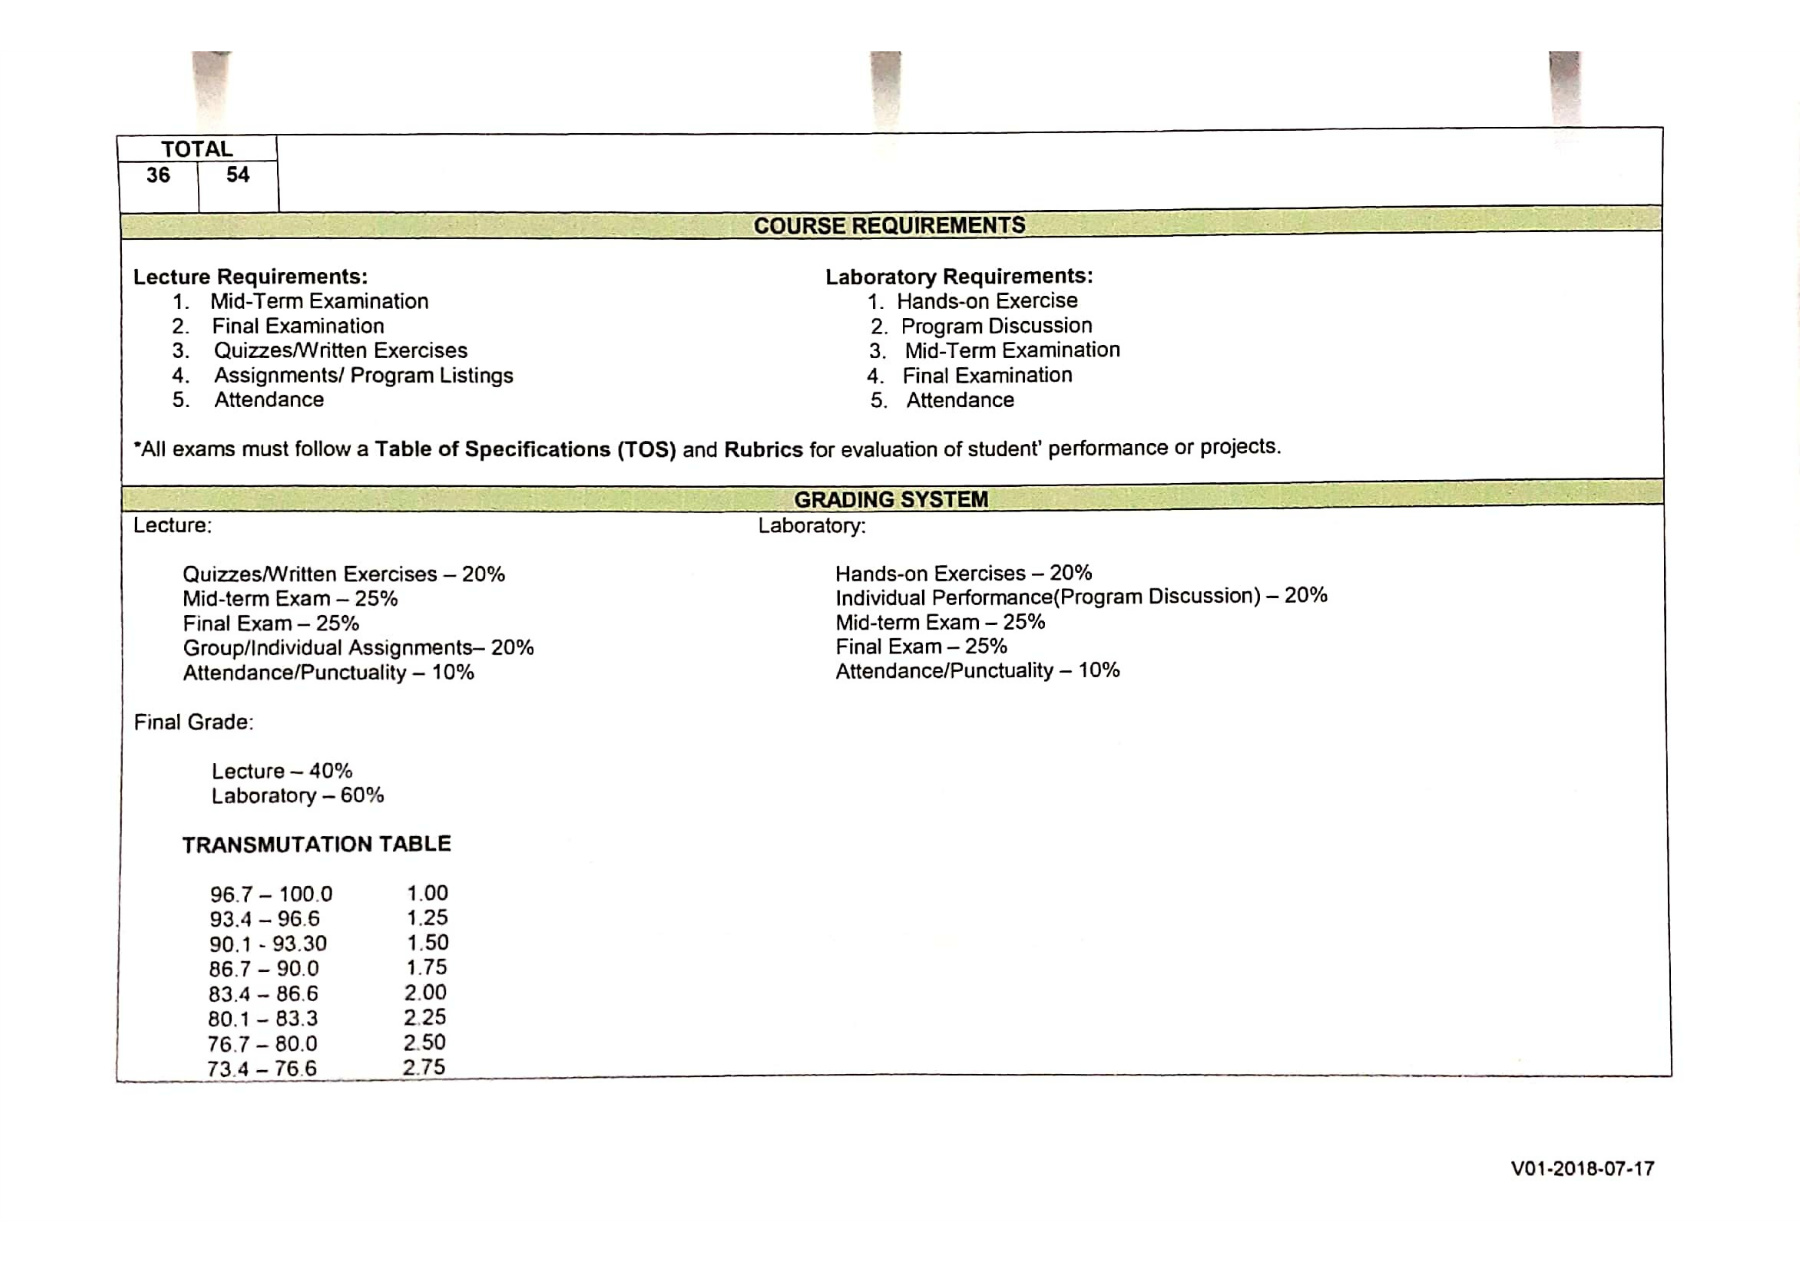 TOTAL
36 54
COURSE REQUIREMENTS
Lecture Requirements:
1. Mid-Term Examination
2. Final Examination
3. Quizzes/Written Exercises
4. Assignments/ Program Listings
5. Attendance
Laboratory Requirements:
1. Hands-on Exercise
2. Program Discussion
3. Mid-Term Examination
4. Final Examination
5. Attendance
*All exams must follow a Table of Specifications (TOS) and Rubrics for evaluation of student' performance or projects.
GRADING SYSTEM
Lecture:
Quizzes/Written Exercises – 20%
Mid-term Exam – 25%
Final Exam – 25%
Group/Individual Assignments– 20%
Attendance/Punctuality – 10%
Laboratory:
Hands-on Exercises – 20%
Individual Performance(Program Discussion) – 20%
Mid-term Exam – 25%
Final Exam – 25%
Attendance/Punctuality – 10%
Final Grade:
Lecture – 40%
Laboratory – 60%
TRANSMUTATION TABLE
96.7 – 100.0 1.00
93.4 – 96.6 1.25
90.1 - 93.30 1.50
86.7 – 90.0 1.75
83.4 – 86.6 2.00
80.1 – 83.3 2.25
76.7 – 80.0 2.50
73.4 – 76.6 2.75
V01-2018-07-17